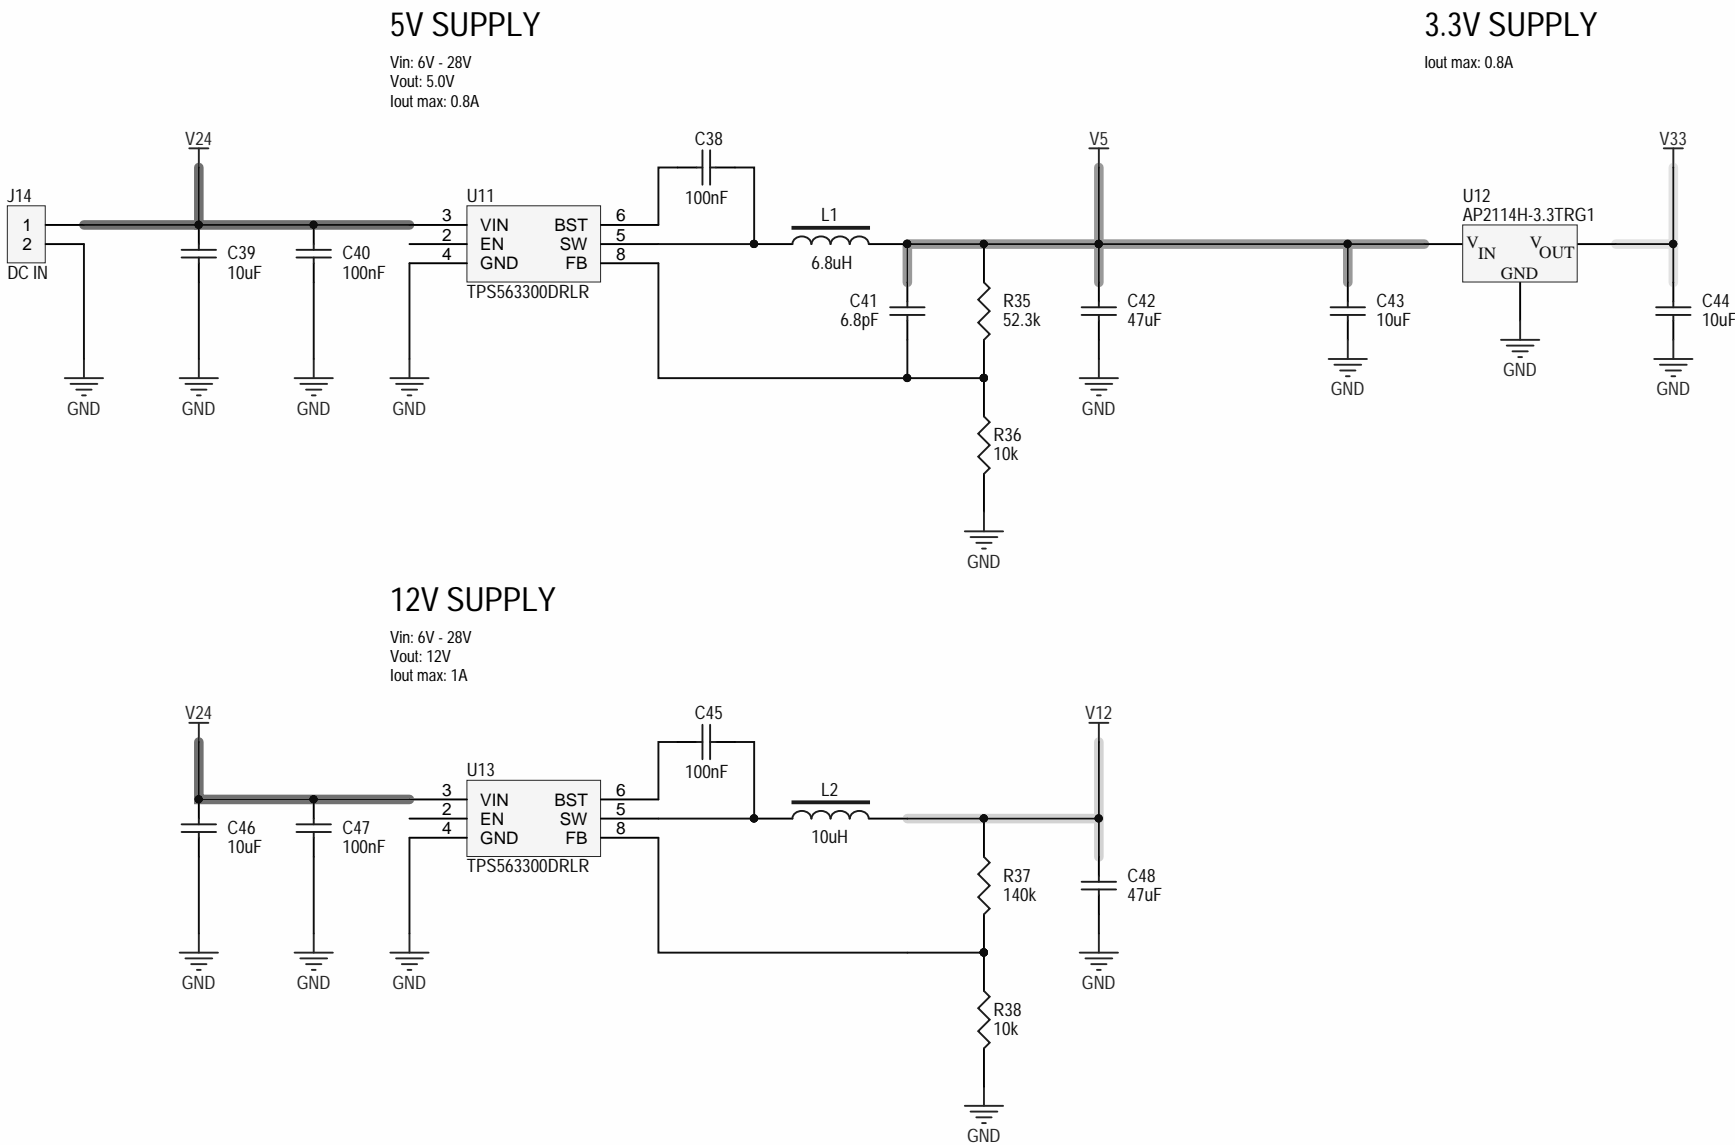 5V SUPPLY
Vin: 6V - 28V
Vout: 5.0V
Iout max: 0.8A
3.3V SUPPLY
Iout max: 0.8A
V24
C38
100nF
V5
V33
J14
1
2
DC IN
C39
10uF
C40
100nF
U11
3 VIN BST 6
2 EN SW 5
4 GND FB 8
TPS563300DRLR
L1
6.8uH
C41
6.8pF
R35
52.3k
C42
47uF
C43
10uF
U12
AP2114H-3.3TRG1
VIN VOUT
GND
C44
10uF
GND
GND
GND
GND
GND
GND
GND
GND
R36
10k
GND
12V SUPPLY
Vin: 6V - 28V
Vout: 12V
Iout max: 1A
V24
C45
100nF
V12
C46
10uF
C47
100nF
U13
3 VIN BST 6
2 EN SW 5
4 GND FB 8
TPS563300DRLR
L2
10uH
R37
140k
C48
47uF
GND
GND
GND
GND
R38
10k
GND